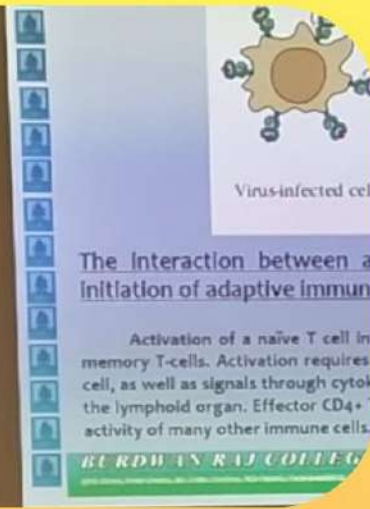 Virus-infected cel
The interaction between a
initiation of adaptive immun
Activation of a naïve T cell in
memory T-cells. Activation requires
cell, as well as signals through cytok
the lymphoid organ. Effector CD4+ T
activity of many other immune cells.
BURDWAN RAJ COLLEG